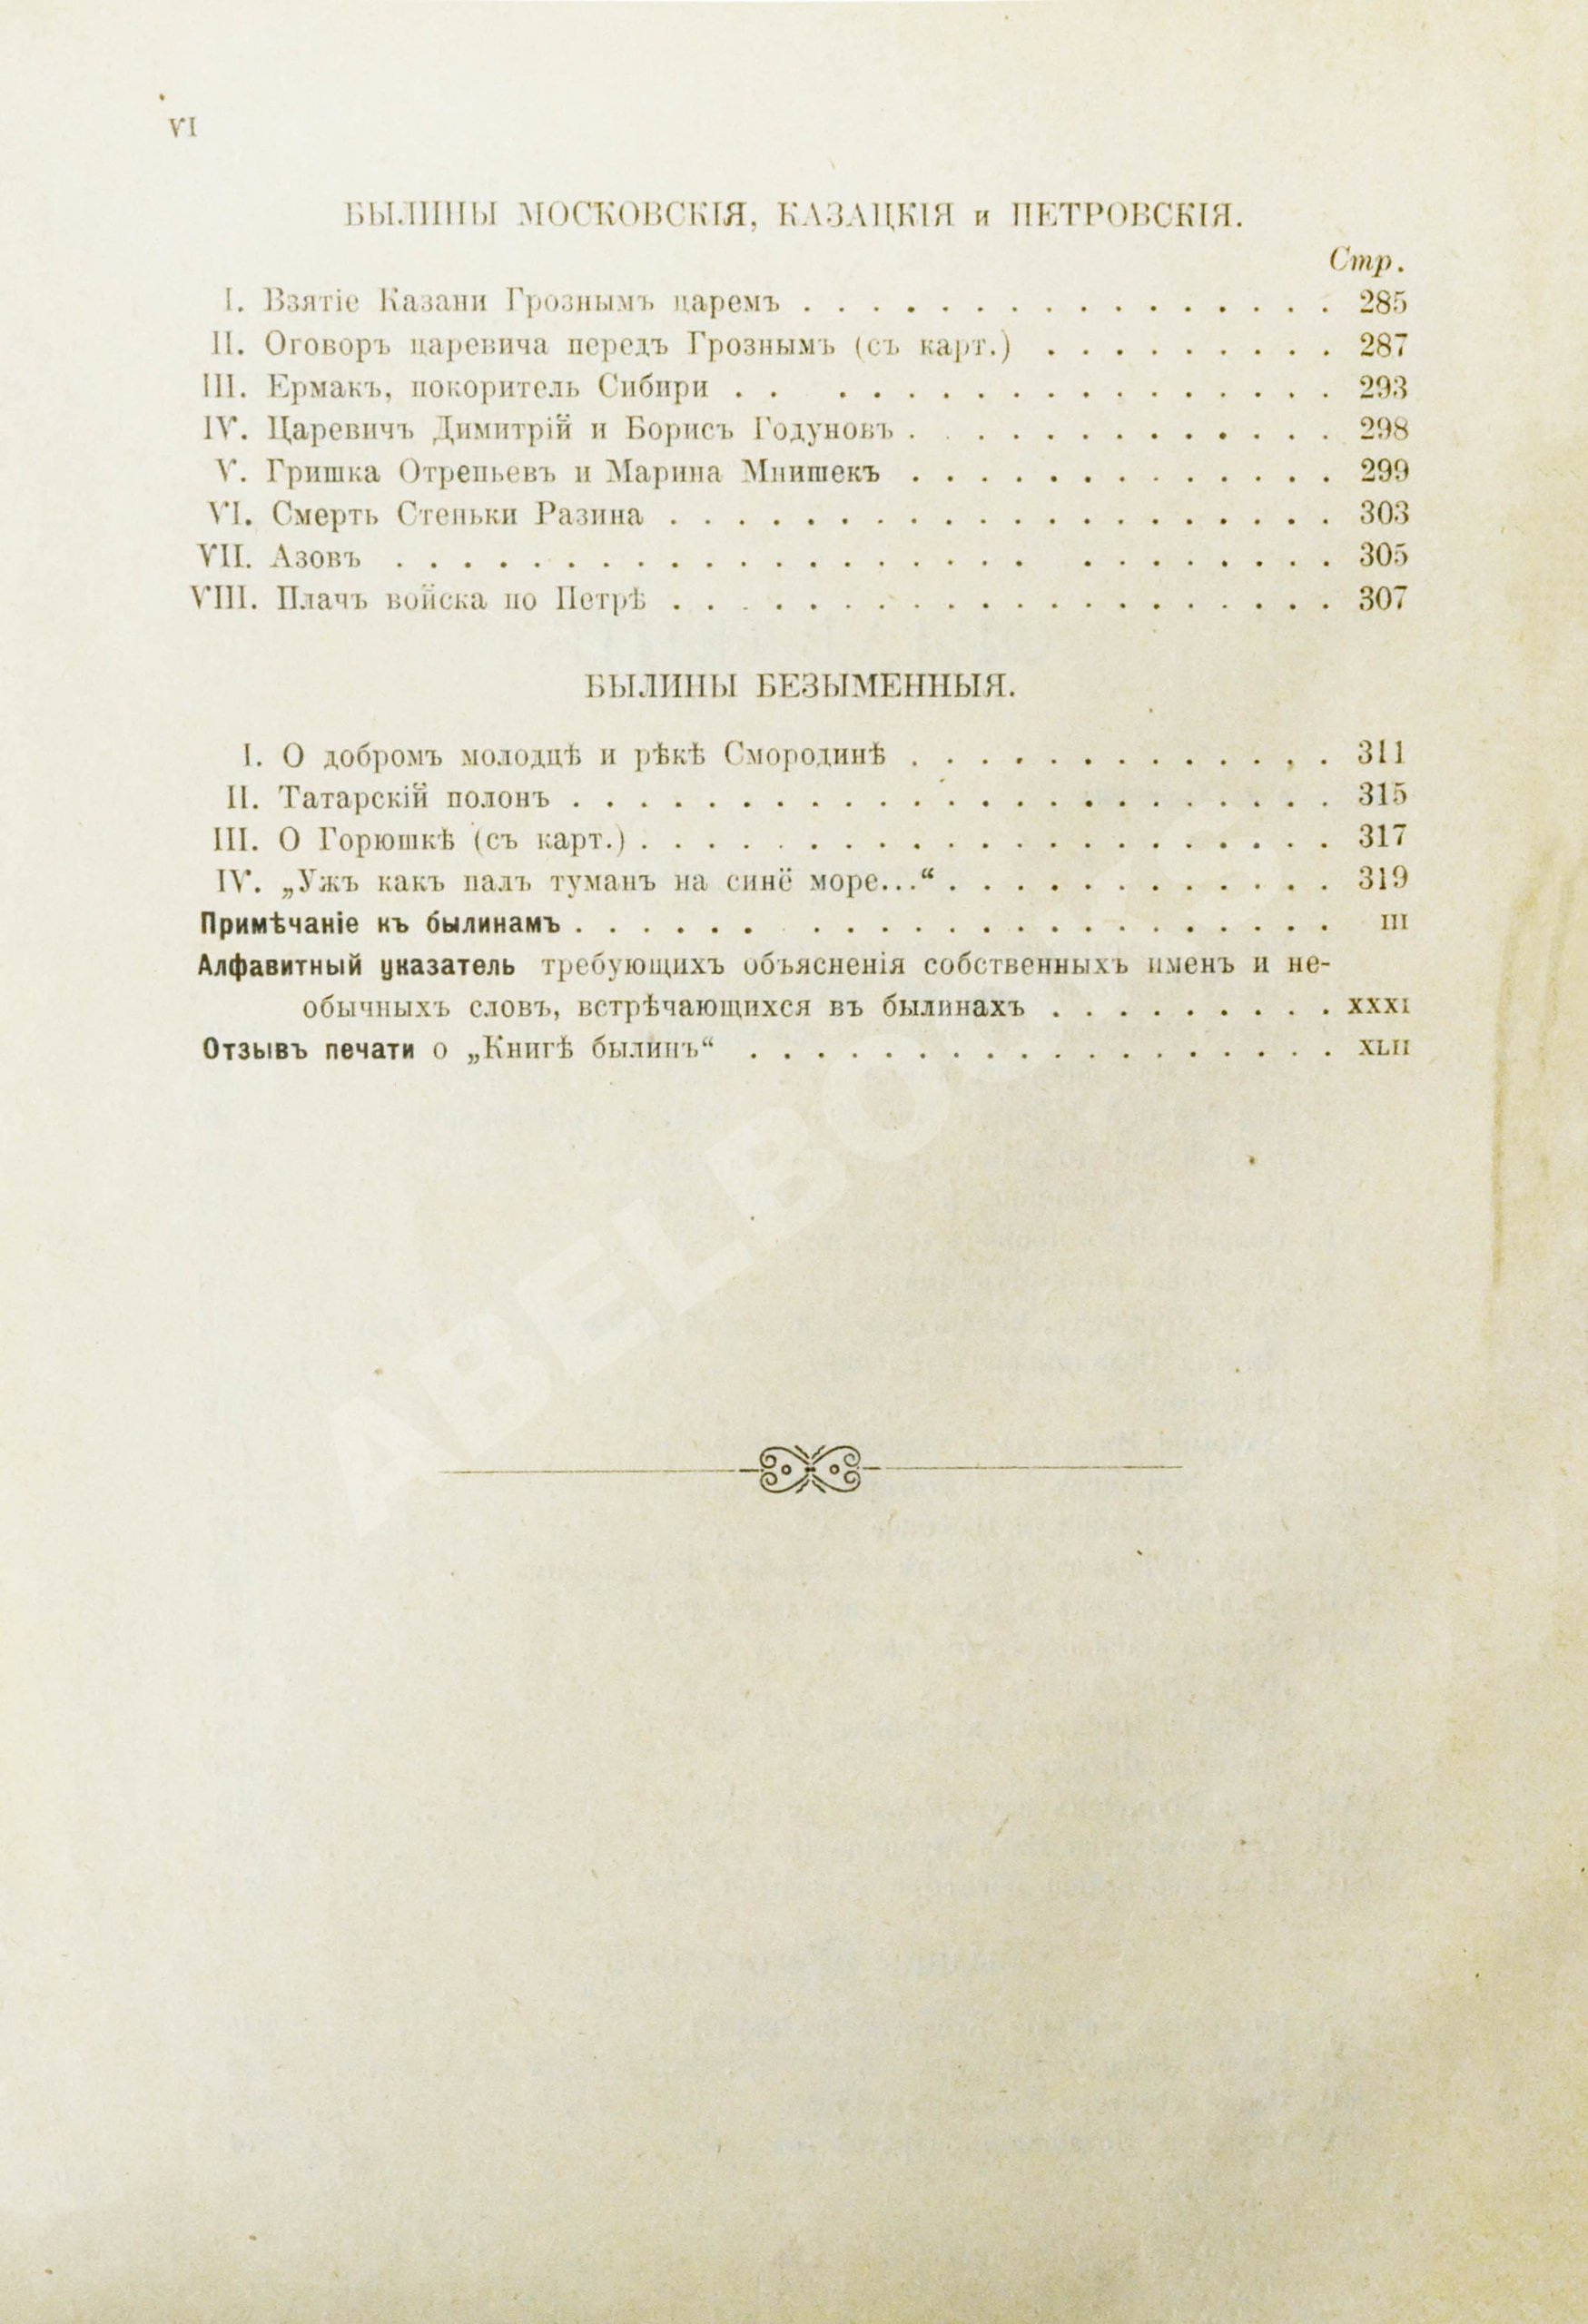 VI
БЫЛИНЫ МОСКОВСКІЯ, КАЗАЦКІЯ и ПЕТРОВСКІЯ.
Стр.
I. Взятіе Казани Грознымъ царемъ . . . . . . . . . . . . . . . . 285
II. Оговоръ царевича передъ Грознымъ (съ карт.) . . . . . . . . . 287
III. Ермакъ, покоритель Сибири . . . . . . . . . . . . . . . . . 293
IV. Царевичъ Димитрій и Борисъ Годуновъ . . . . . . . . . . . . . 298
V. Гришка Отрепьевъ и Марина Мнишекъ . . . . . . . . . . . . . 299
VI. Смерть Стеньки Разина . . . . . . . . . . . . . . . . . . . . 303
VII. Азовъ . . . . . . . . . . . . . . . . . . . . . . . . . . . 305
VIII. Плачъ войска по Петрѣ . . . . . . . . . . . . . . . . . . . . 307
БЫЛИНЫ БЕЗЫМЕННЫЯ.
I. О добромъ молодцѣ и рѣкѣ Смородинѣ . . . . . . . . . . . . . 311
II. Татарскій полонъ . . . . . . . . . . . . . . . . . . . . . . . 315
III. О Горюшкѣ (съ карт.) . . . . . . . . . . . . . . . . . . . . . 317
IV. „Ужъ какъ палъ туманъ на синё море...“ . . . . . . . . . . . . 319
Примѣчаніе къ былинамъ . . . . . . . . . . . . . . . . . . . . . . III
Алфавитный указатель требующихъ объясненія собственныхъ именъ и не-
обычныхъ словъ, встрѣчающихся въ былинахъ . . . . . . . . . XXXI
Отзывъ печати о „Книгѣ былинъ“ . . . . . . . . . . . . . . . . . . XLII